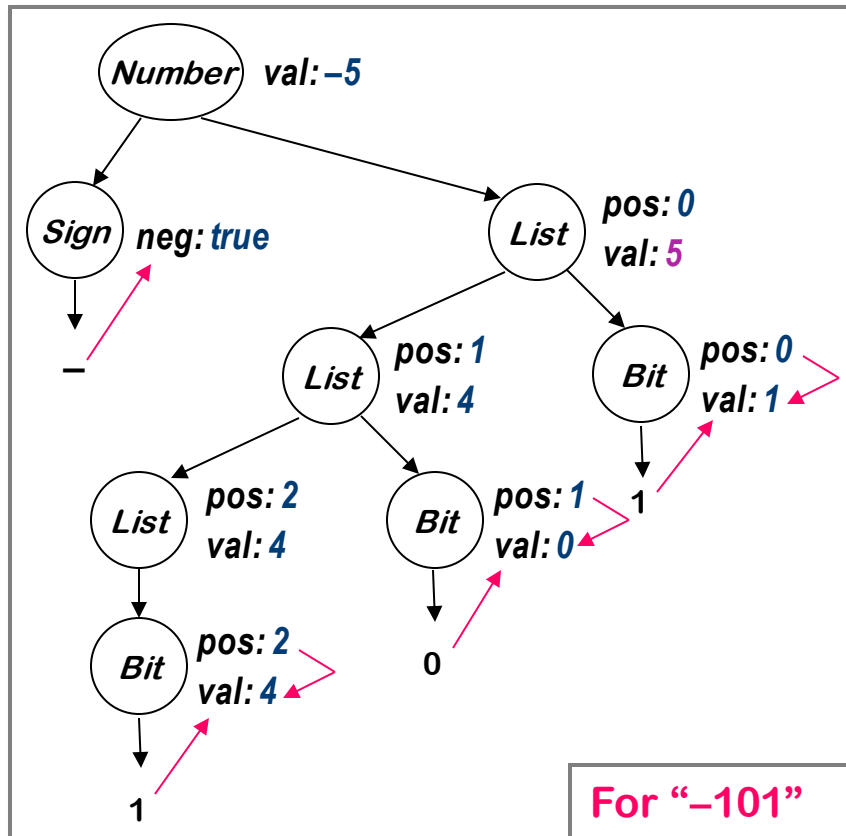 Number val: –5
Sign neg: true
–
List pos: 0
val: 5
List pos: 1
val: 4
Bit pos: 0
val: 1
1
List pos: 2
val: 4
Bit pos: 1
val: 0
0
Bit pos: 2
val: 4
1
For “–101”